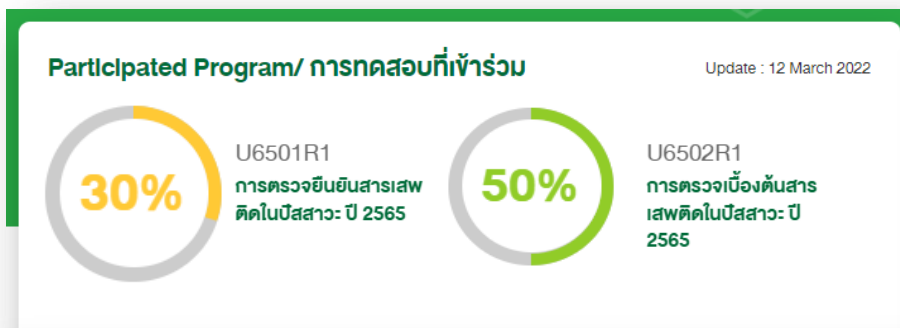 Participated Program/ การทดสอบที่เข้าร่วม
Update : 12 March 2022
30%
U6501R1
การตรวจยืนยันสารเสพ
ติดในปัสสาวะ ปี 2565
50%
U6502R1
การตรวจเบื้องต้นสาร
เสพติดในปัสสาวะ ปี
2565